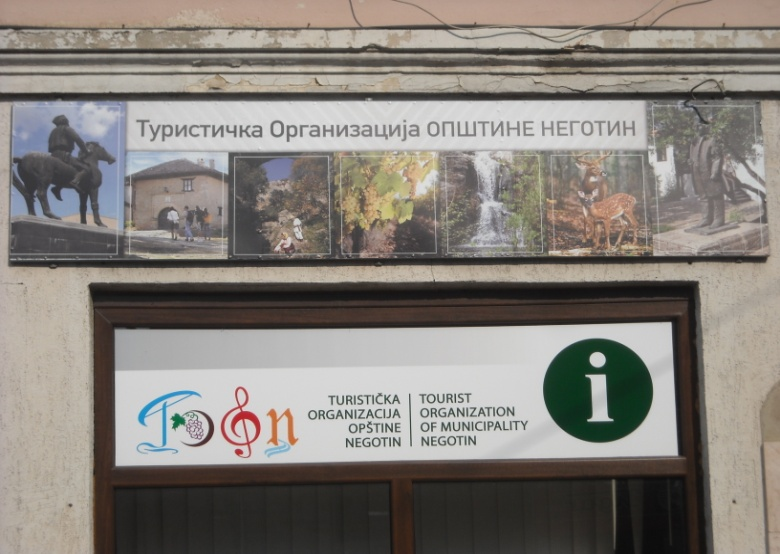 Туристичка Организација ОПШТИНЕ НЕГОТИН
TURISTIČKA
ORGANIZACIJA
OPŠTINE
NEGOTIN
TOURIST
ORGANIZATION
OF MUNICIPALITY
NEGOTIN
i